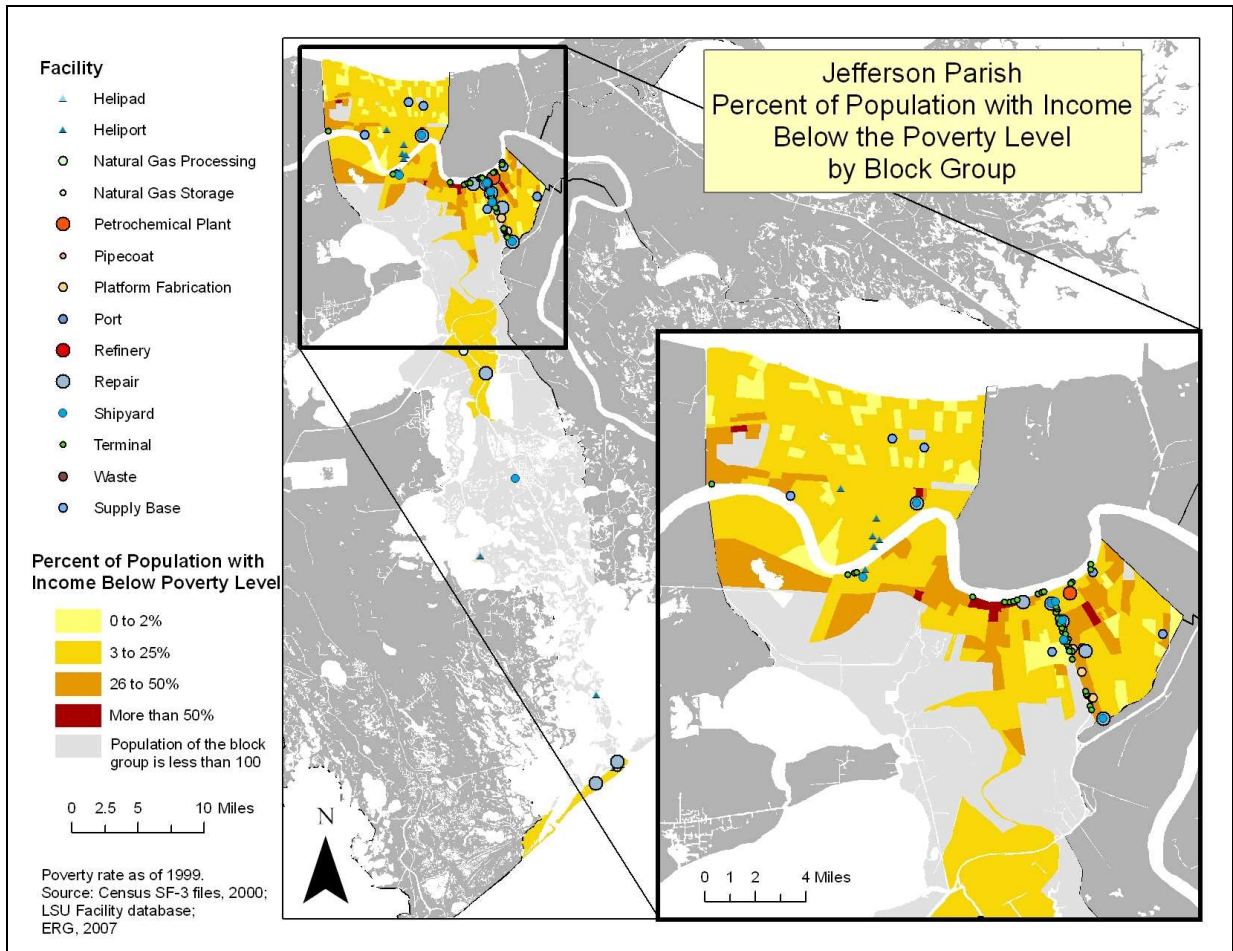 Jefferson Parish
Percent of Population with Income
Below the Poverty Level
by Block Group
Facility
Helipad
Heliport
Natural Gas Processing
Natural Gas Storage
Petrochemical Plant
Pipecoat
Platform Fabrication
Port
Refinery
Repair
Shipyard
Terminal
Waste
Supply Base
Percent of Population with
Income Below Poverty Level
0 to 2%
3 to 25%
26 to 50%
More than 50%
Population of the block
group is less than 100
0 2.5 5 10 Miles
Poverty rate as of 1999.
Source: Census SF-3 files, 2000;
LSU Facility database;
ERG, 2007
N
0 1 2 4 Miles